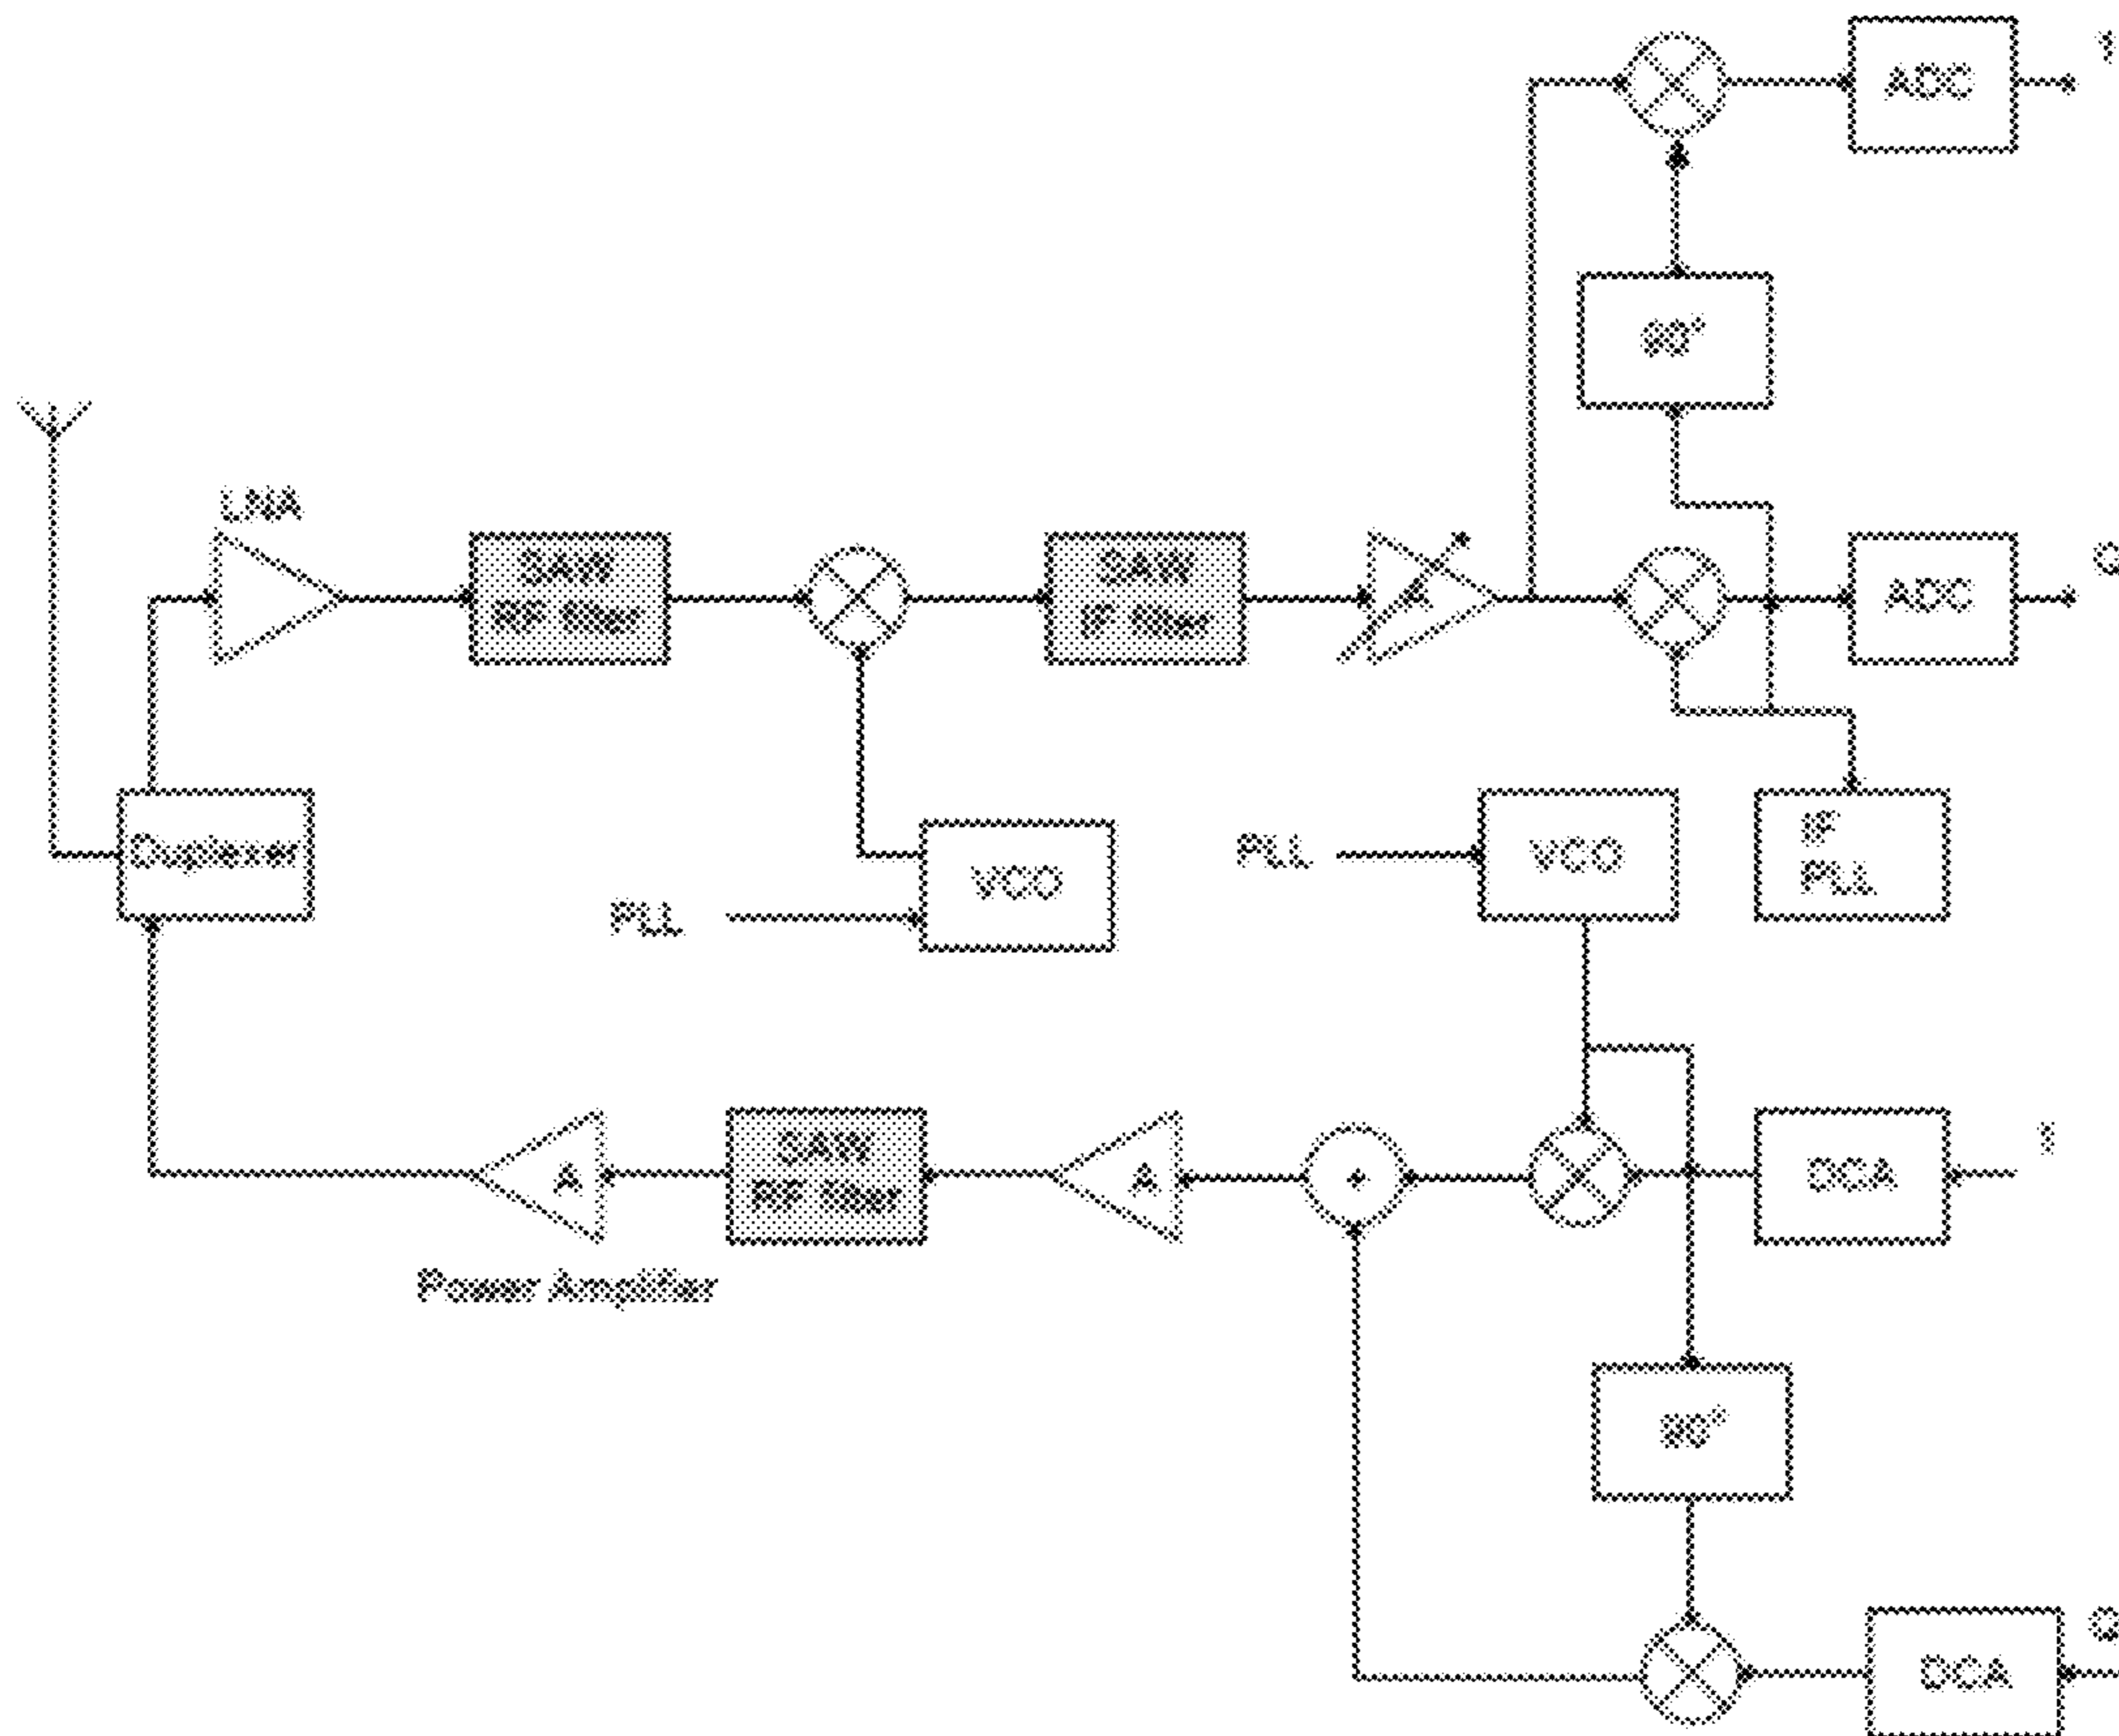 ADC
90°
LNA
SAW
RF filter
SAW
IF filter
A
ADC
Q
Duplexer
PLL
VCO
PLL
VCO
IF
PLL
A
SAW
RF filter
A
+
DCA
I
Power Amplifier
90°
DCA
Q